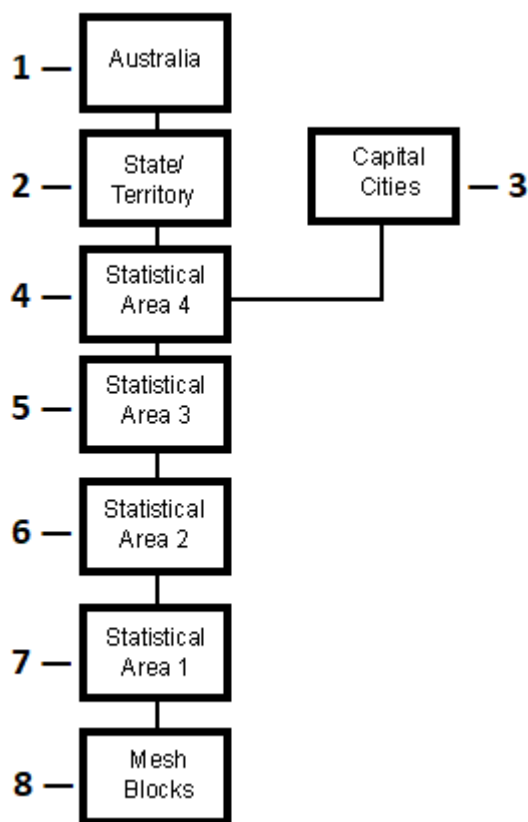 1 — Australia
2 — State/
Territory
Capital
Cities — 3
4 — Statistical
Area 4
5 — Statistical
Area 3
6 — Statistical
Area 2
7 — Statistical
Area 1
8 — Mesh
Blocks